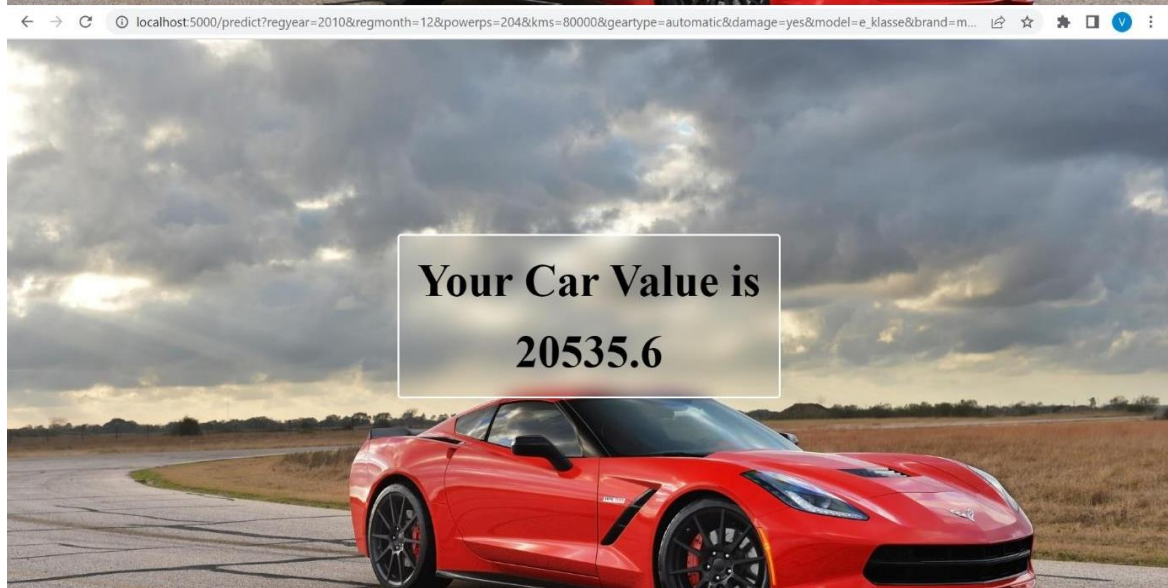 localhost:5000/predict?regyear=2010&regmonth=12&powerps=204&kms=80000&geartype=automatic&damage=yes&model=e_klasse&brand=m...
V
Your Car Value is
20535.6